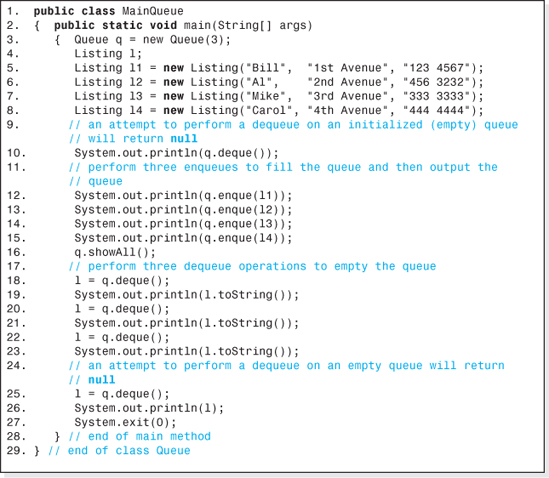 1. public class MainQueue
2. { public static void main(String[] args)
3. { Queue q = new Queue(3);
4. Listing l;
5. Listing l1 = new Listing("Bill", "1st Avenue", "123 4567");
6. Listing l2 = new Listing("Al", "2nd Avenue", "456 3232");
7. Listing l3 = new Listing("Mike", "3rd Avenue", "333 3333");
8. Listing l4 = new Listing("Carol", "4th Avenue", "444 4444");
9. // an attempt to perform a dequeue on an initialized (empty) queue
// will return null
10. System.out.println(q.deque());
11. // perform three enqueues to fill the queue and then output the
// queue
12. System.out.println(q.enque(l1));
13. System.out.println(q.enque(l2));
14. System.out.println(q.enque(l3));
15. System.out.println(q.enque(l4));
16. q.showAll();
17. // perform three dequeue operations to empty the queue
18. l = q.deque();
19. System.out.println(l.toString());
20. l = q.deque();
21. System.out.println(l.toString());
22. l = q.deque();
23. System.out.println(l.toString());
24. // an attempt to perform a dequeue on an empty queue will return
// null
25. l = q.deque();
26. System.out.println(l);
27. System.exit(0);
28. } // end of main method
29. } // end of class Queue